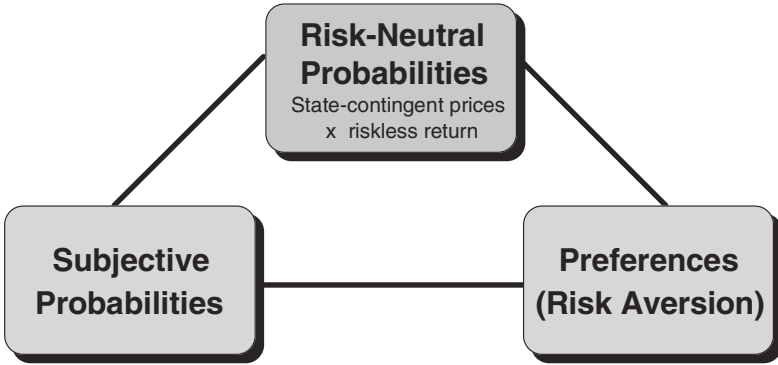 Risk-Neutral
Probabilities
State-contingent prices
x riskless return
Subjective
Probabilities
Preferences
(Risk Aversion)